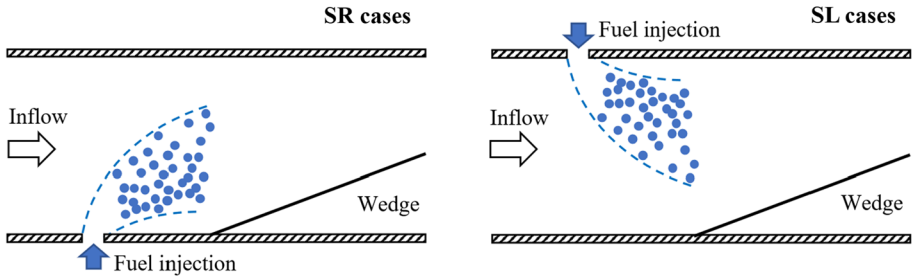 SR cases
Inflow
Wedge
Fuel injection
SL cases
Fuel injection
Inflow
Wedge